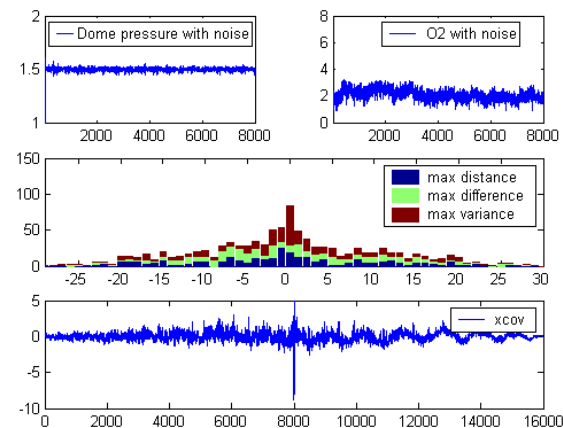 2
1.5
1
Dome pressure with noise
2000 4000 6000 8000
8
6
4
2
0
O2 with noise
2000 4000 6000 8000
150
100
50
0
max distance
max difference
max variance
-25 -20 -15 -10 -5 0 5 10 15 20 25 30
5
0
-5
-10
xcov
0 2000 4000 6000 8000 10000 12000 14000 16000